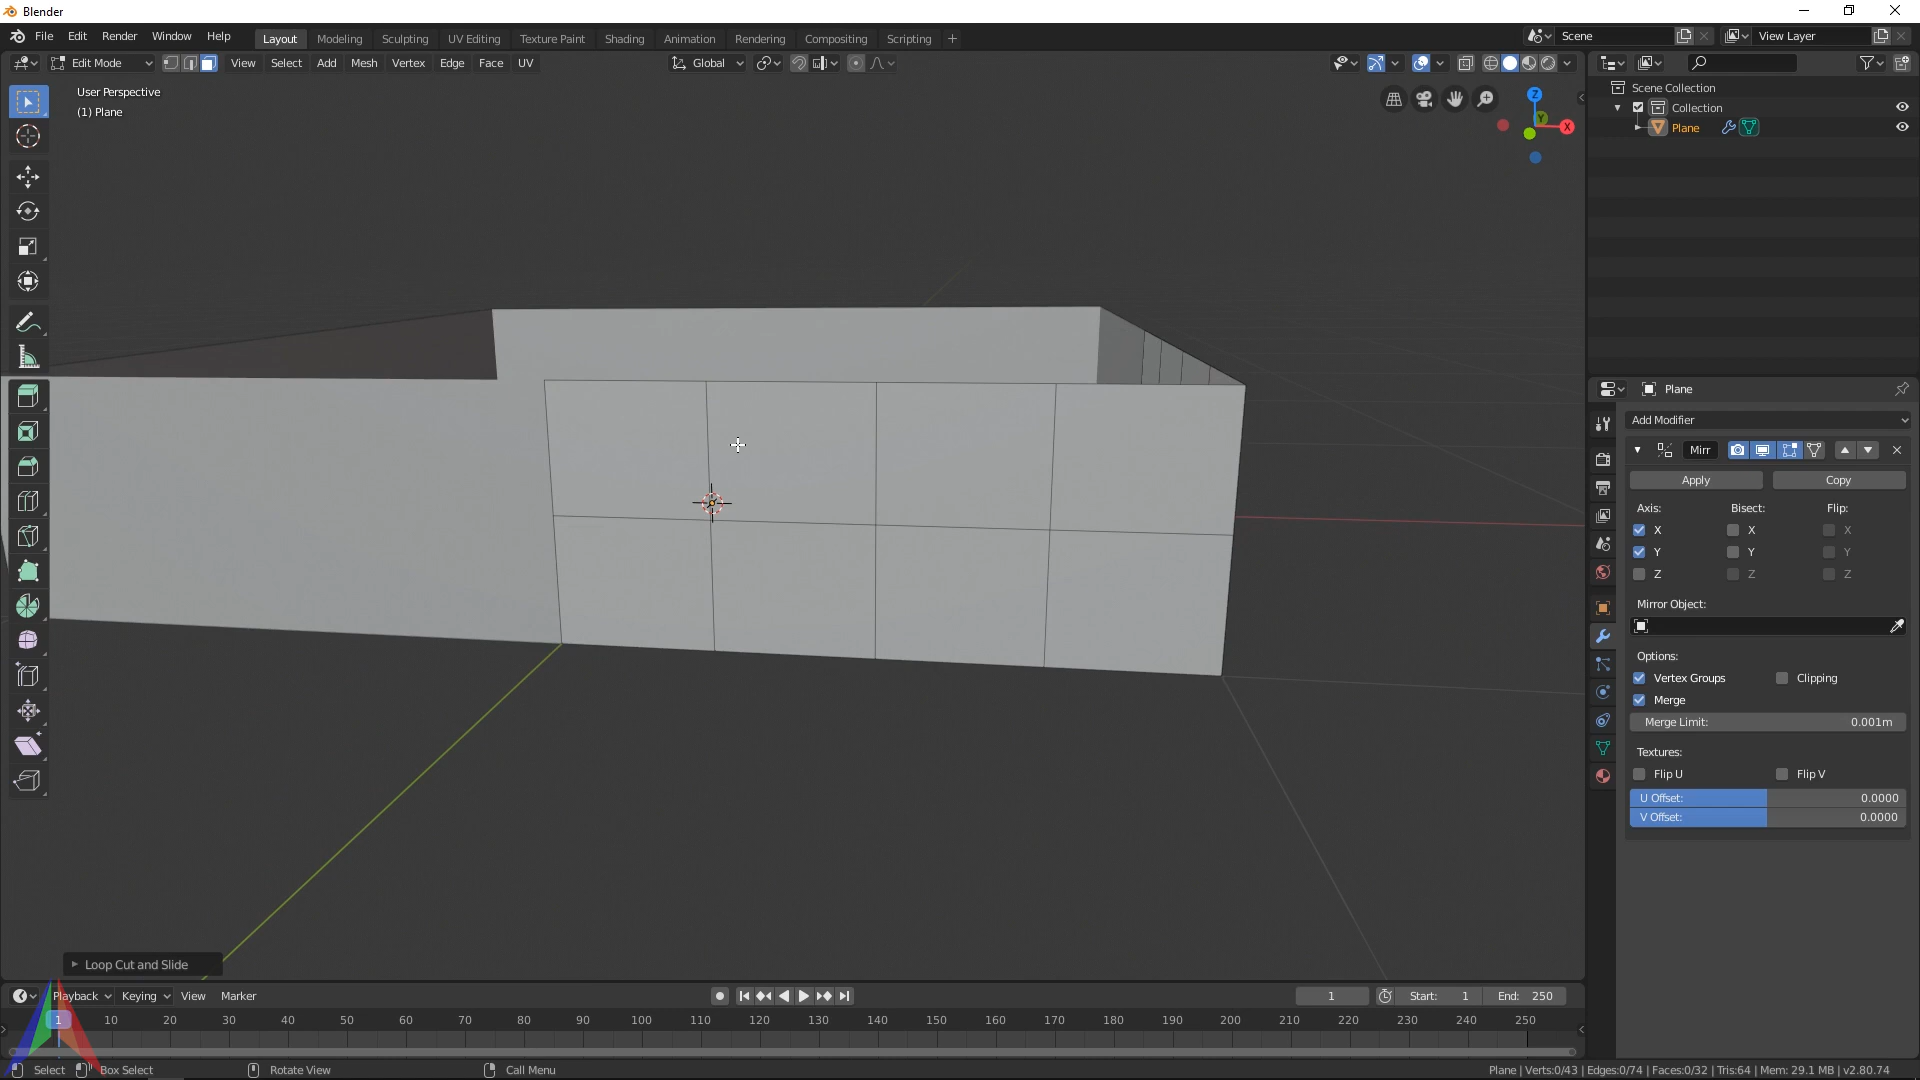 Blender
File Edit Render Window Help
Layout Modeling Sculpting UV Editing Texture Paint Shading Animation Rendering Compositing Scripting +
Scene
View Layer
Edit Mode
View Select Add Mesh Vertex Edge Face UV
Global
User Perspective
(1) Plane
Z
Y
X
Scene Collection
Collection
Plane
Plane
Add Modifier
Mirr
Apply Copy
Axis: Bisect: Flip:
X X X
Y Y Y
Z Z Z
Mirror Object:
Options:
Vertex Groups Clipping
Merge
Merge Limit: 0.001m
Textures:
Flip U Flip V
U Offset: 0.0000
V Offset: 0.0000
Loop Cut and Slide
Playback Keying View Marker
1 Start: 1 End: 250
1 10 20 30 40 50 60 70 80 90 100 110 120 130 140 150 160 170 180 190 200 210 220 230 240 250
Select Box Select Rotate View Call Menu
Plane | Verts:0/43 | Edges:0/74 | Faces:0/32 | Tris:64 | Mem: 29.1 MB | v2.80.74